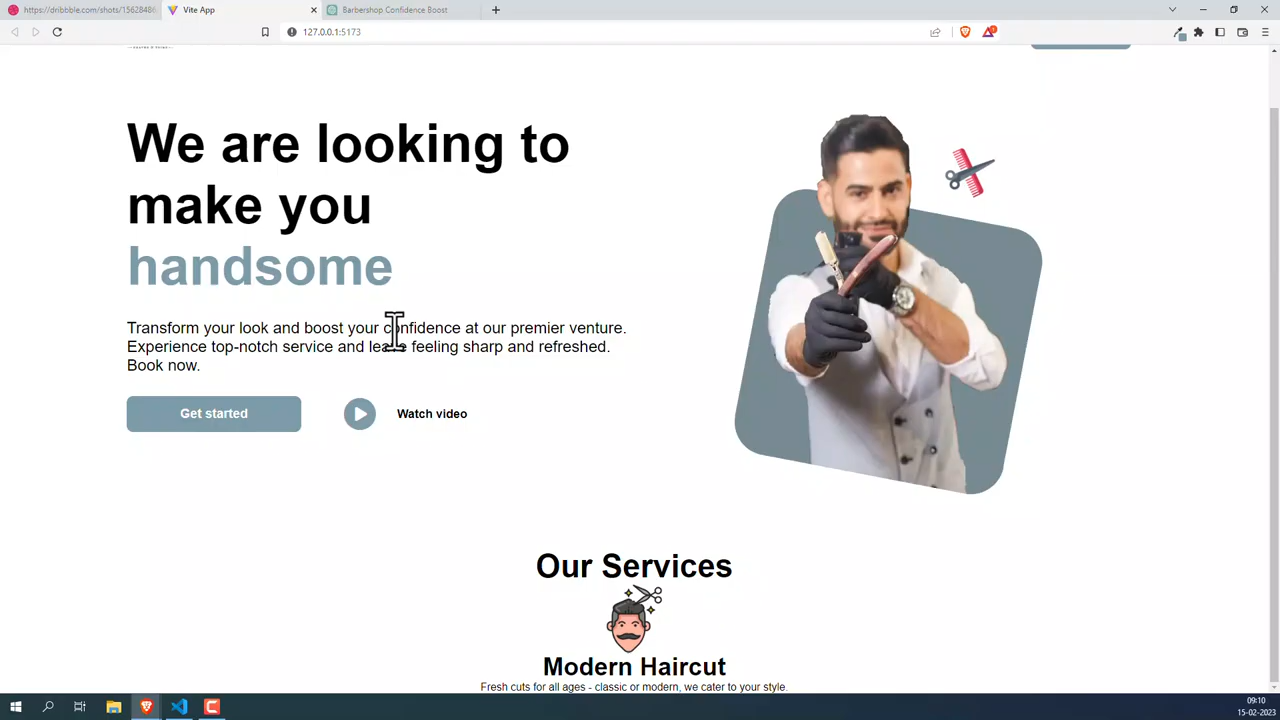 https://dribbble.com/shots/1562848
Vite App
Barbershop Confidence Boost
127.0.0.1:5173
We are looking to
make you
handsome
Transform your look and boost your confidence at our premier venture.
Experience top-notch service and leave feeling sharp and refreshed.
Book now.
Get started
Watch video
Our Services
Modern Haircut
Fresh cuts for all ages - classic or modern, we cater to your style.
09:10
15-02-2023